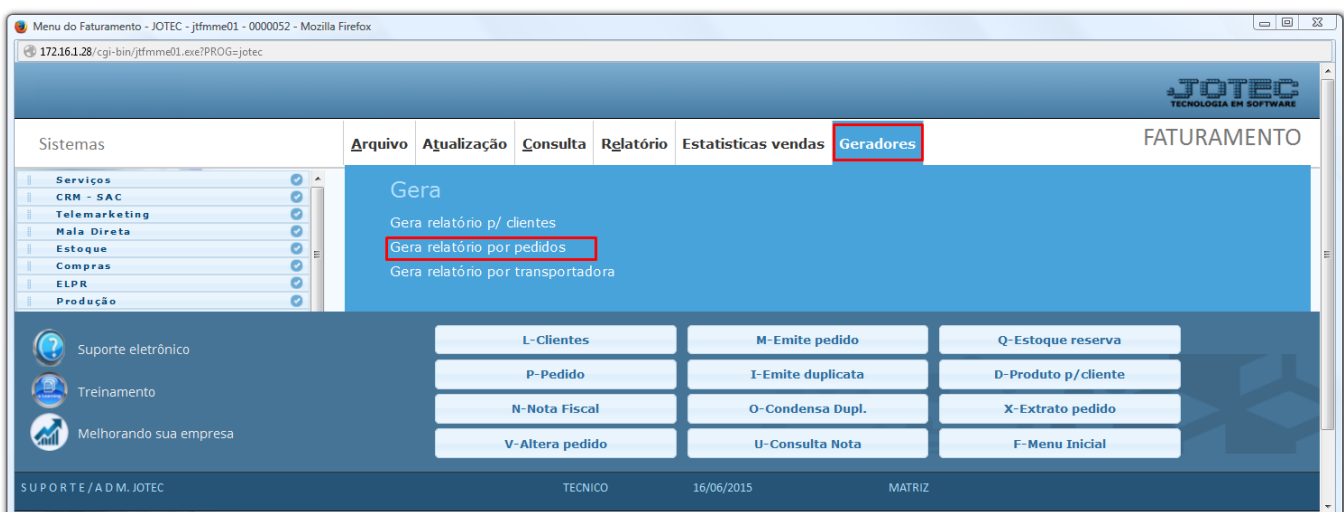 Menu do Faturamento - JOTEC - jtfmme01 - 0000052 - Mozilla Firefox
172.16.1.28/cgi-bin/jtfmme01.exe?PROG=jotec
JOTEC
TECNOLOGIA EM SOFTWARE
Sistemas
Arquivo Atualização Consulta Relatório Estatisticas vendas Geradores
FATURAMENTO
Serviços
CRM - SAC
Telemarketing
Mala Direta
Estoque
Compras
ELPR
Produção
Gera
Gera relatório p/ clientes
Gera relatório por pedidos
Gera relatório por transportadora
Suporte eletrônico
Treinamento
Melhorando sua empresa
L-Clientes M-Emite pedido Q-Estoque reserva
P-Pedido I-Emite duplicata D-Produto p/cliente
N-Nota Fiscal O-Condensa Dupl. X-Extrato pedido
V-Altera pedido U-Consulta Nota F-Menu Inicial
SUPORTE/ADM.JOTEC TECNICO 16/06/2015 MATRIZ